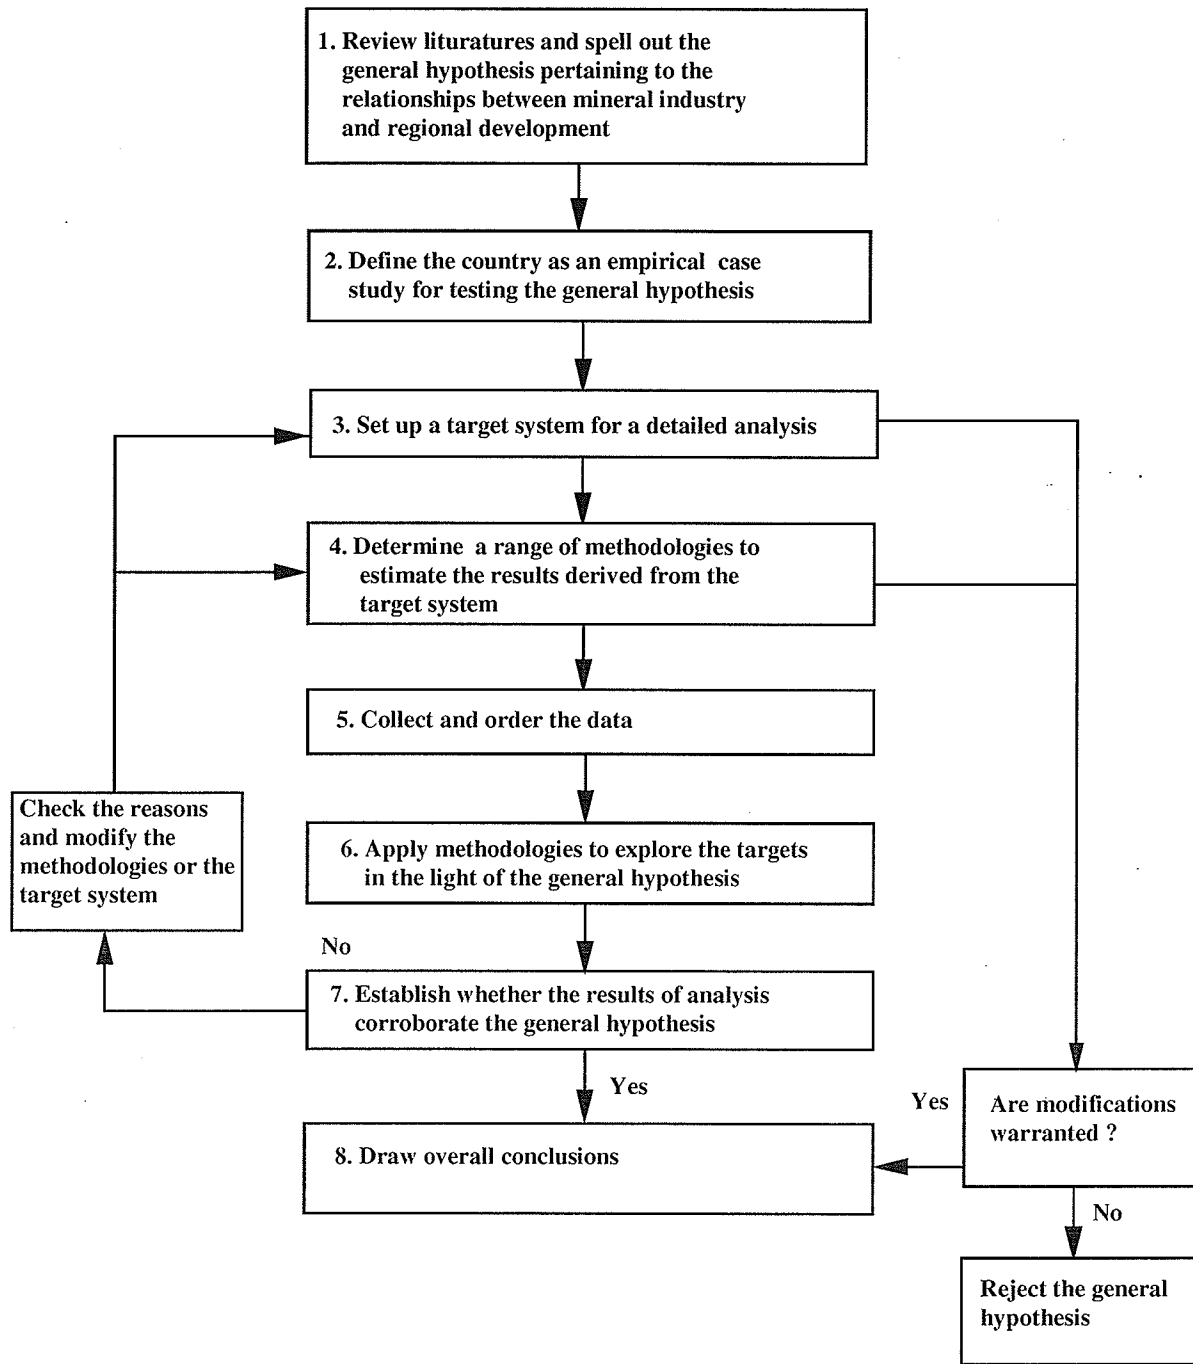 1. Review lituratures and spell out the
general hypothesis pertaining to the
relationships between mineral industry
and regional development
2. Define the country as an empirical case
study for testing the general hypothesis
3. Set up a target system for a detailed analysis
4. Determine a range of methodologies to
estimate the results derived from the
target system
5. Collect and order the data
Check the reasons
and modify the
methodologies or the
target system
6. Apply methodologies to explore the targets
in the light of the general hypothesis
No
7. Establish whether the results of analysis
corroborate the general hypothesis
Yes
Yes
Are modifications
warranted ?
8. Draw overall conclusions
No
Reject the general
hypothesis